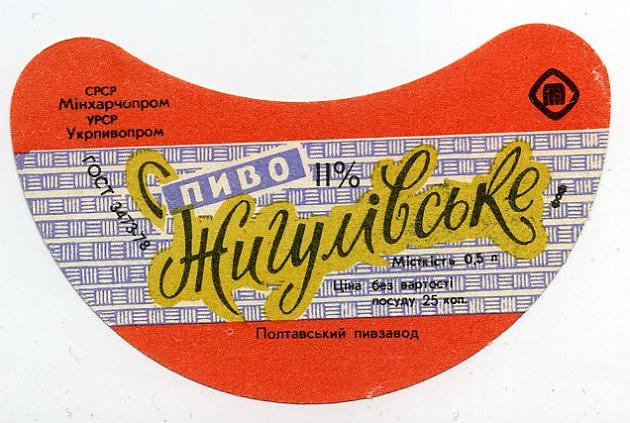 СРСР
Мінхарчопром
УРСР
Укрпивопром
ГОСТ 3473-78
ПИВО 11%
Жигулівське
Місткість 0,5 л
Ціна без вартості
посуду 25 коп.
Полтавський пивзавод